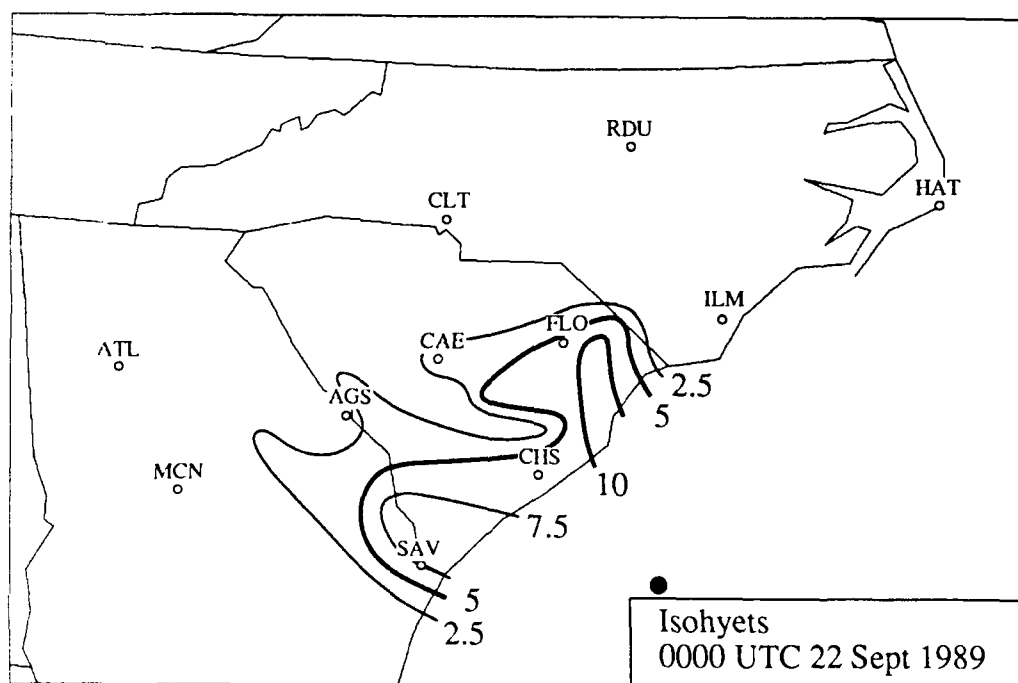 RDU
HAT
CLT
ILM
FLO
CAE
ATL
2.5
AGS
5
CHS
MCN
10
7.5
SAV
5
2.5
Isohyets
0000 UTC 22 Sept 1989